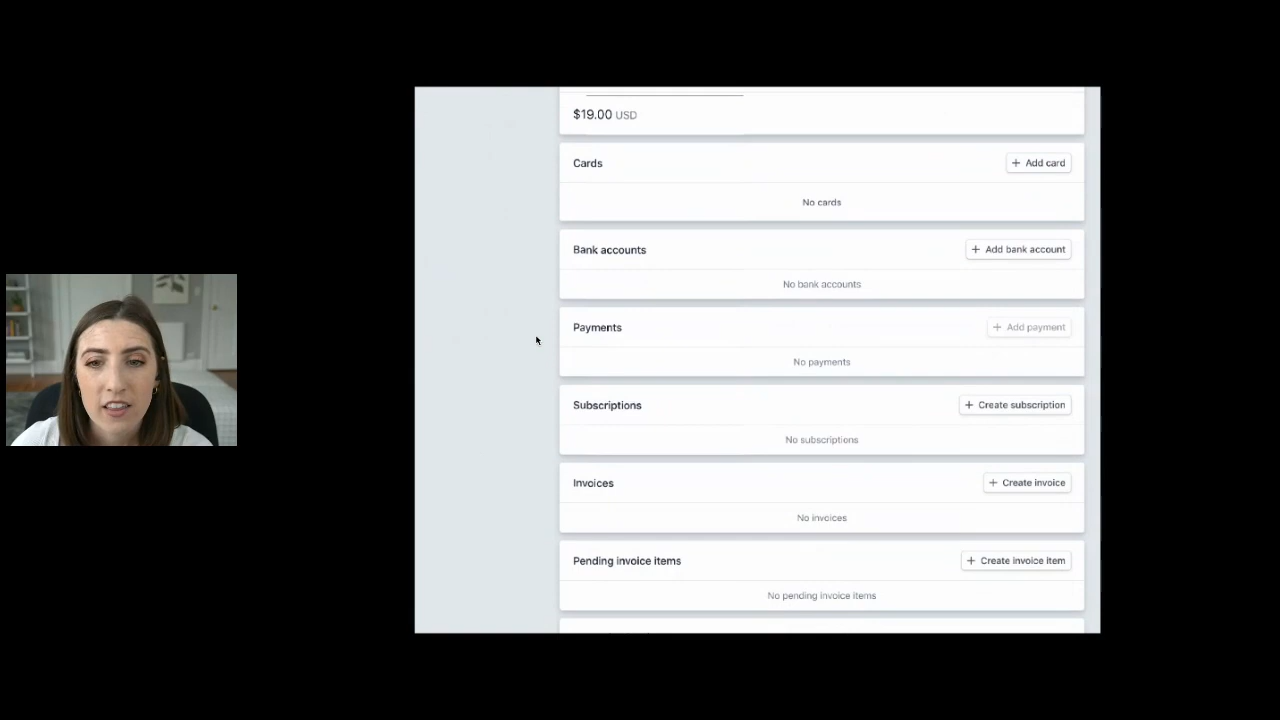 $19.00 USD
Cards
+ Add card
No cards
Bank accounts
+ Add bank account
No bank accounts
Payments
+ Add payment
No payments
Subscriptions
+ Create subscription
No subscriptions
Invoices
+ Create invoice
No invoices
Pending invoice items
+ Create invoice item
No pending invoice items